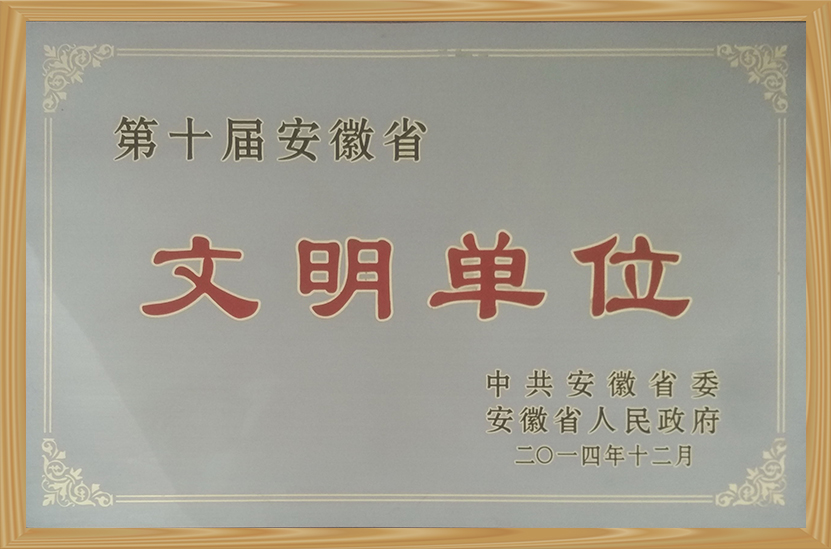 第十届安徽省
文明单位
中共安徽省委
安徽省人民政府
二〇一四年十二月